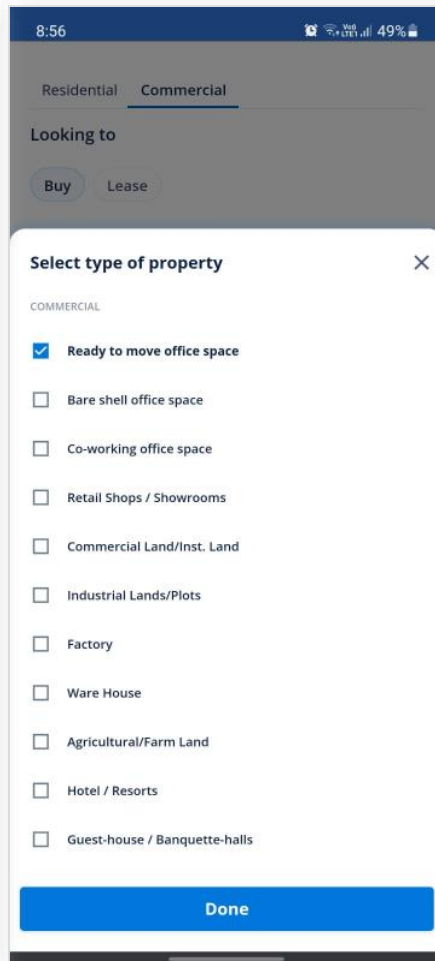 8:56 49%
Residential Commercial
Looking to
Buy Lease
Select type of property
COMMERCIAL
Ready to move office space
Bare shell office space
Co-working office space
Retail Shops / Showrooms
Commercial Land/Inst. Land
Industrial Lands/Plots
Factory
Ware House
Agricultural/Farm Land
Hotel / Resorts
Guest-house / Banquette-halls
Done